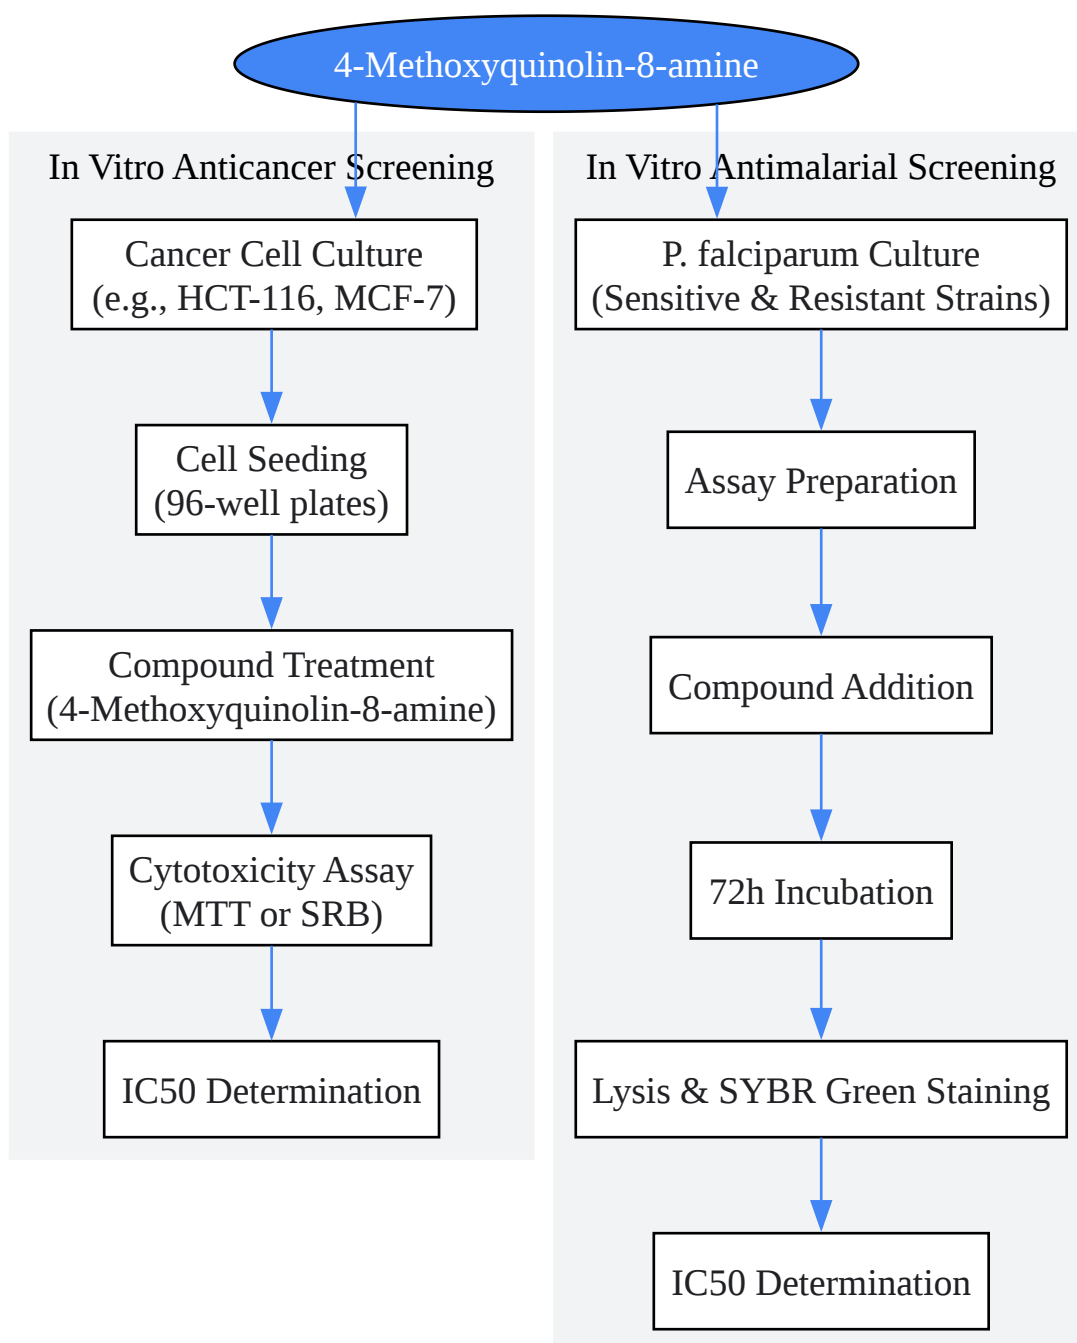 4-Methoxyquinolin-8-amine
In Vitro Anticancer Screening
Cancer Cell Culture
(e.g., HCT-116, MCF-7)
Cell Seeding
(96-well plates)
Compound Treatment
(4-Methoxyquinolin-8-amine)
Cytotoxicity Assay
(MTT or SRB)
IC50 Determination
In Vitro Antimalarial Screening
P. falciparum Culture
(Sensitive & Resistant Strains)
Assay Preparation
Compound Addition
72h Incubation
Lysis & SYBR Green Staining
IC50 Determination